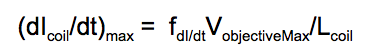 (dI_coil/dt)_max = f_dI/dt V_objectiveMax/L_coil